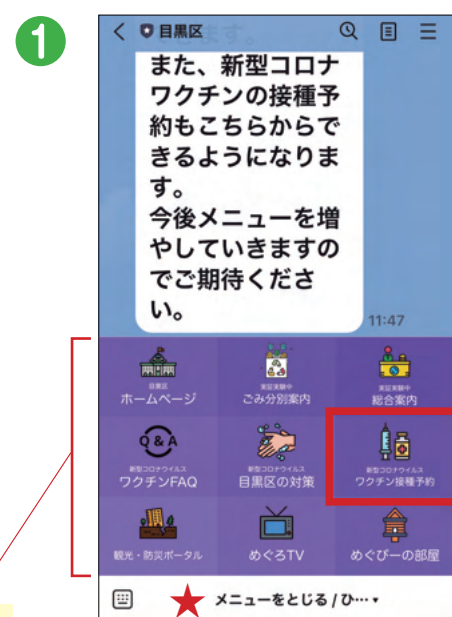 1
目黒区
また、新型コロナ
ワクチンの接種予
約もこちらからで
きるようになりま
す。
今後メニューを増
やしていきますの
でご期待くださ
い。
11:47
目黒区
ホームページ
実証実験中
ごみ分別案内
実証実験中
総合案内
Q & A
新型コロナウイルス
ワクチンFAQ
新型コロナウイルス
目黒区の対策
新型コロナウイルス
ワクチン接種予約
観光・防災ポータル
めぐろTV
めぐぴーの部屋
メニューをとじる / ひ… ▾